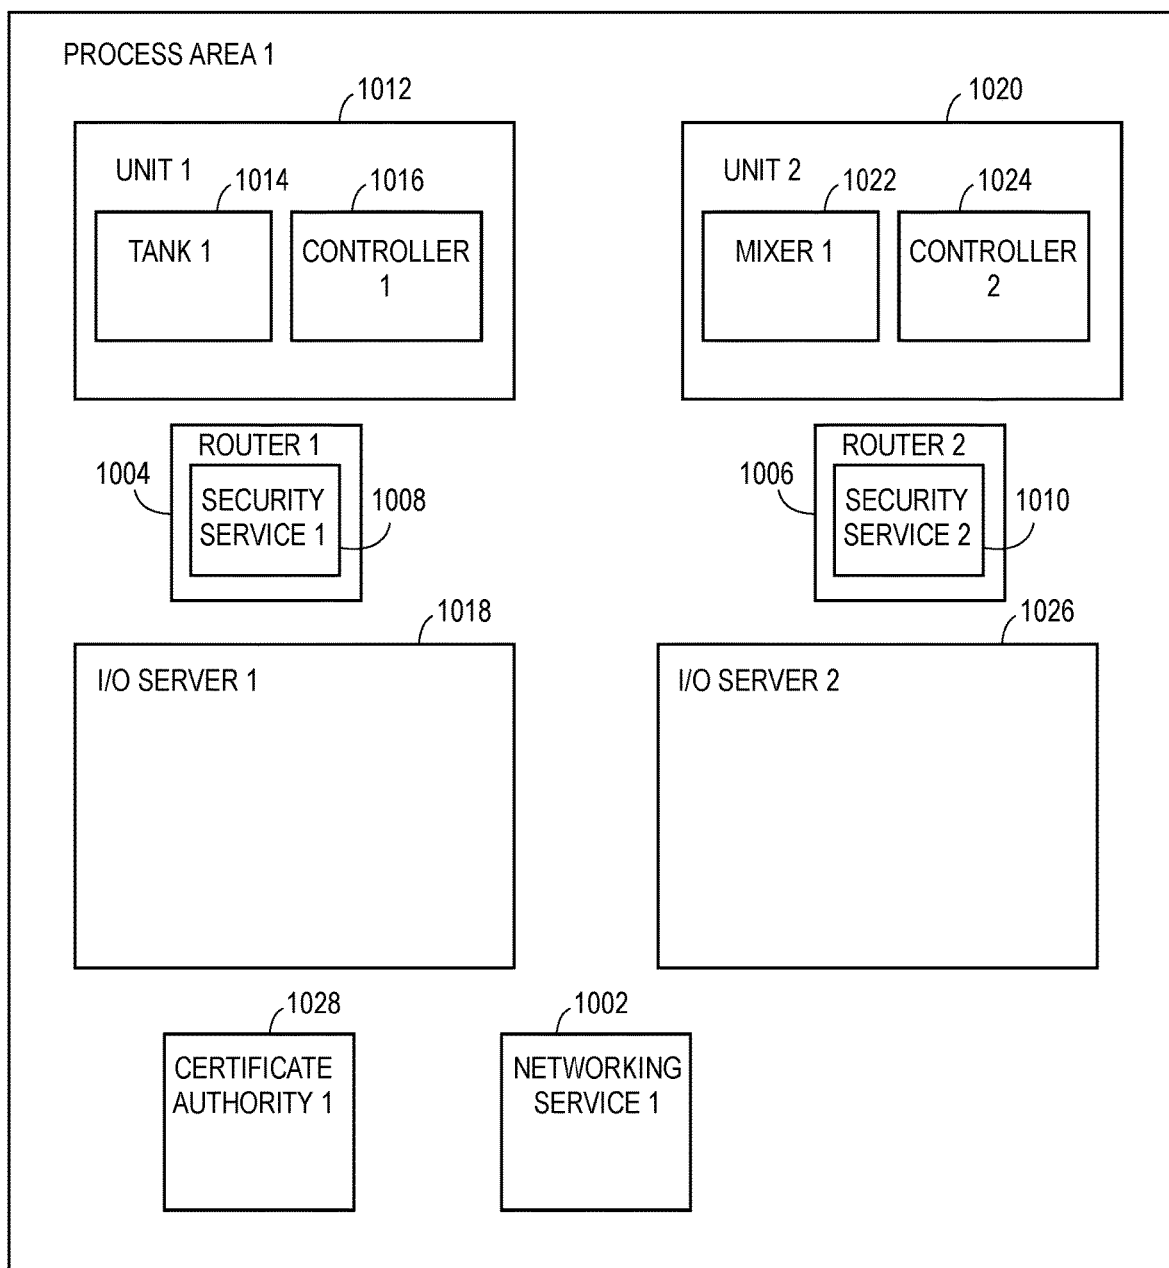 PROCESS AREA 1
1012
1020
UNIT 1
UNIT 2
1014
1016
1022
1024
TANK 1
CONTROLLER
1
MIXER 1
CONTROLLER
2
ROUTER 1
ROUTER 2
1004
1006
SECURITY
SERVICE 1
1008
SECURITY
SERVICE 2
1010
1018
1026
I/O SERVER 1
I/O SERVER 2
1028
1002
CERTIFICATE
AUTHORITY 1
NETWORKING
SERVICE 1